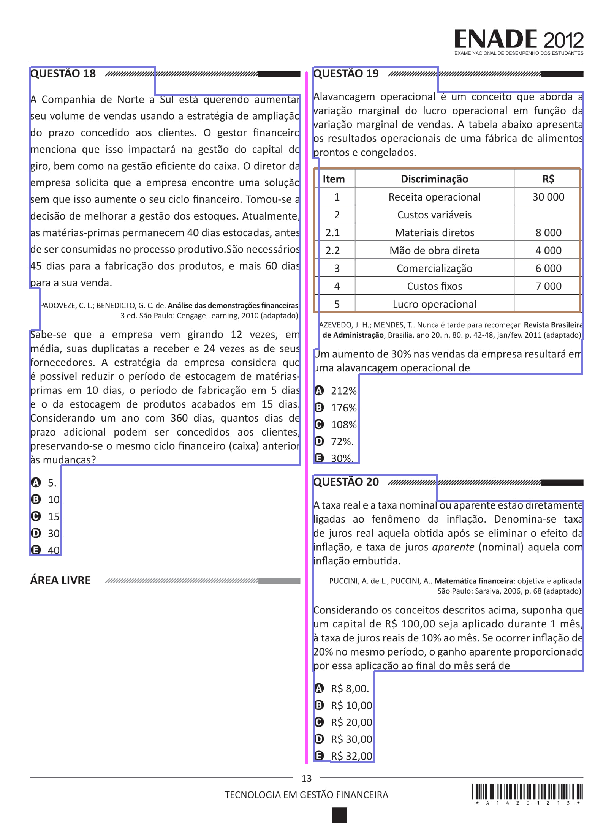 ENADE 2012
EXAME NACIONAL DE DESEMPENHO DOS ESTUDANTES
QUESTÃO 18
A Companhia de Norte a Sul está querendo aumentar
seu volume de vendas usando a estratégia de ampliação
do prazo concedido aos clientes. O gestor financeiro
menciona que isso impactará na gestão do capital de
giro, bem como na gestão eficiente do caixa. O diretor da
empresa solicita que a empresa encontre uma solução
sem que isso aumente o seu ciclo financeiro. Tomou-se a
decisão de melhorar a gestão dos estoques. Atualmente,
as matérias-primas permanecem 40 dias estocadas, antes
de ser consumidas no processo produtivo.São necessários
45 dias para a fabricação dos produtos, e mais 60 dias
para a sua venda.
PADOVEZE, C. L.; BENEDICTO, G. C. de. Análise das demonstrações financeiras.
3 ed. São Paulo: Cengage Learning, 2010 (adaptado).
Sabe-se que a empresa vem girando 12 vezes, em
média, suas duplicatas a receber e 24 vezes as de seus
fornecedores. A estratégia da empresa considera que
é possível reduzir o período de estocagem de matérias-
primas em 10 dias, o período de fabricação em 5 dias
e o da estocagem de produtos acabados em 15 dias.
Considerando um ano com 360 dias, quantos dias de
prazo adicional podem ser concedidos aos clientes,
preservando-se o mesmo ciclo financeiro (caixa) anterior
às mudanças?
A 5.
B 10
C 15
D 30
E 40
ÁREA LIVRE
QUESTÃO 19
Alavancagem operacional é um conceito que aborda a
variação marginal do lucro operacional em função da
variação marginal de vendas. A tabela abaixo apresenta
os resultados operacionais de uma fábrica de alimentos
prontos e congelados.
Item Discriminação R$
1 Receita operacional 30 000
2 Custos variáveis
2.1 Materiais diretos 8 000
2.2 Mão de obra direta 4 000
3 Comercialização 6 000
4 Custos fixos 7 000
5 Lucro operacional
AZEVEDO, J. H.; MENDES, T. Nunca é tarde para recomeçar. Revista Brasileira
de Administração, Brasília, ano 20, n. 80, p. 42-48, jan/fev. 2011 (adaptado)
Um aumento de 30% nas vendas da empresa resultará em
uma alavancagem operacional de
A 212%
B 176%
C 108%
D 72%.
E 30%.
QUESTÃO 20
A taxa real e a taxa nominal ou aparente estão diretamente
ligadas ao fenômeno da inflação. Denomina-se taxa
de juros real aquela obtida após se eliminar o efeito da
inflação, e taxa de juros aparente (nominal) aquela com
inflação embutida.
PUCCINI, A. de L., PUCCINI, A.. Matemática financeira: objetiva e aplicada.
São Paulo: Saraiva, 2006, p. 68 (adaptado)
Considerando os conceitos descritos acima, suponha que
um capital de R$ 100,00 seja aplicado durante 1 mês,
à taxa de juros reais de 10% ao mês. Se ocorrer inflação de
20% no mesmo período, o ganho aparente proporcionado
por essa aplicação ao final do mês será de
A R$ 8,00.
B R$ 10,00
C R$ 20,00
D R$ 30,00
E R$ 32,00
13
TECNOLOGIA EM GESTÃO FINANCEIRA